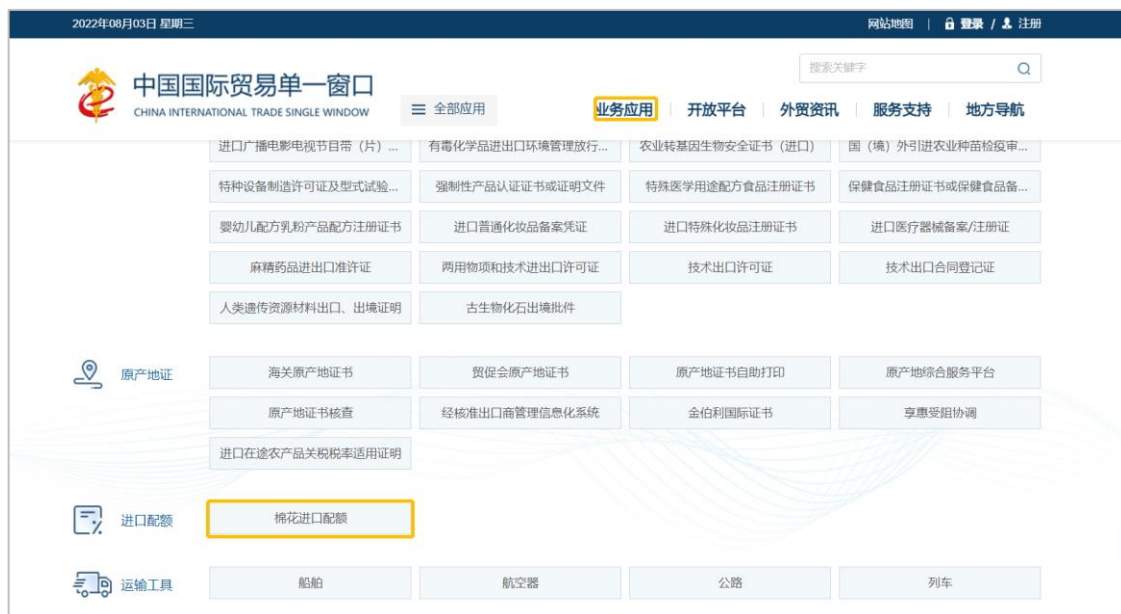 2022年08月03日 星期三 网站地图 | 登录 / 注册
搜索关键字
中国国际贸易单一窗口
CHINA INTERNATIONAL TRADE SINGLE WINDOW
全部应用 业务应用 开放平台 外贸资讯 服务支持 地方导航
进口广播电影电视节目带（片）... 有毒化学品进出口环境管理放行... 农业转基因生物安全证书（进口） 国（境）外引进农业种苗检疫审...
特种设备制造许可证及型式试验... 强制性产品认证证书或证明文件 特殊医学用途配方食品注册证书 保健食品注册证书或保健食品备...
婴幼儿配方乳粉产品配方注册证书 进口普通化妆品备案凭证 进口特殊化妆品注册证书 进口医疗器械备案/注册证
麻精药品进出口准许证 两用物项和技术进出口许可证 技术出口许可证 技术出口合同登记证
人类遗传资源材料出口、出境证明 古生物化石出境批件
原产地证 海关原产地证书 贸促会原产地证书 原产地证书自助打印 原产地综合服务平台
原产地证书核查 经核准出口商管理信息化系统 金伯利国际证书 享惠受阻协调
进口在途农产品关税税率适用证明
进口配额 棉花进口配额
运输工具 船舶 航空器 公路 列车